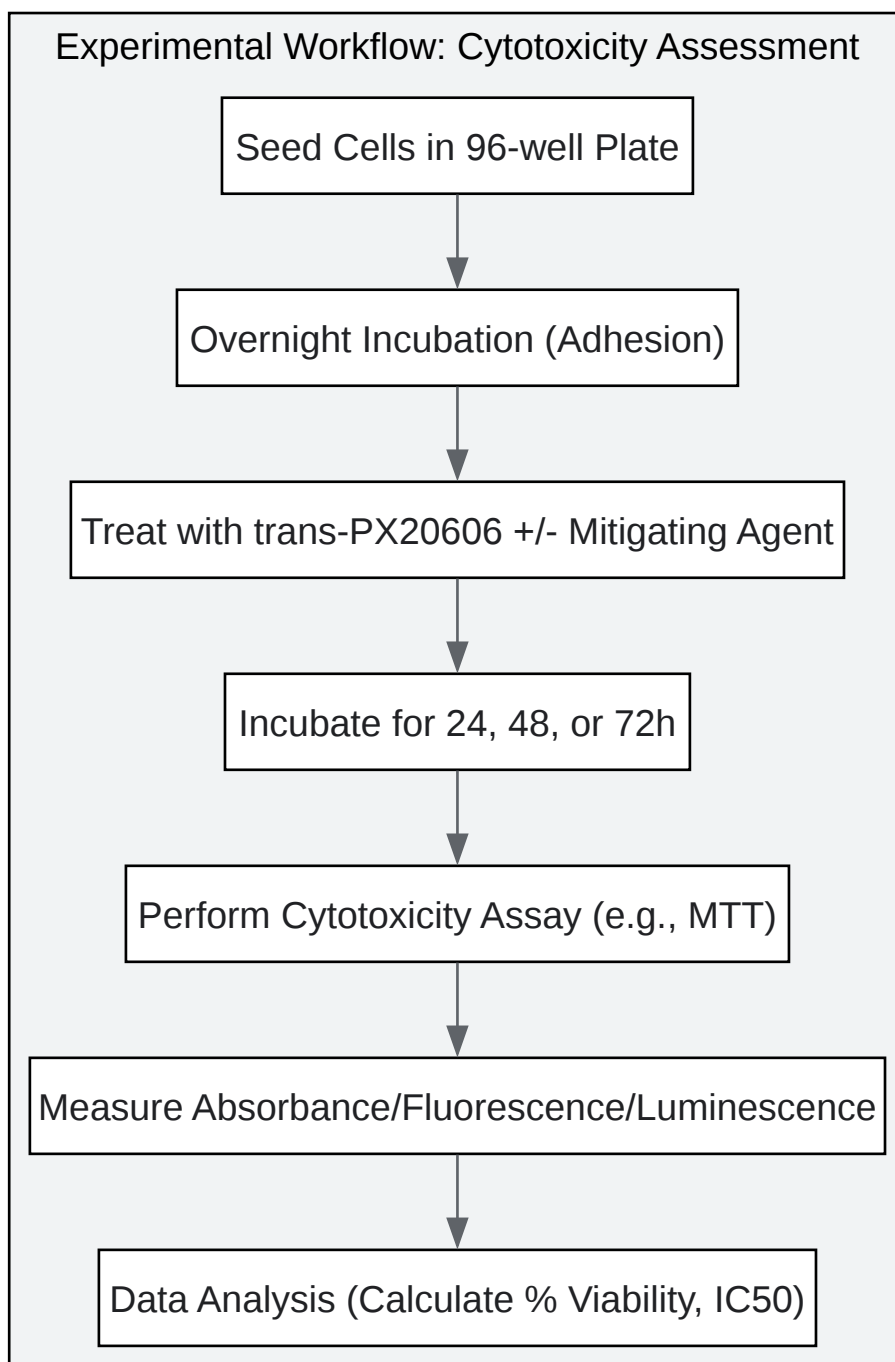 Experimental Workflow: Cytotoxicity Assessment
Seed Cells in 96-well Plate
Overnight Incubation (Adhesion)
Treat with trans-PX20606 +/- Mitigating Agent
Incubate for 24, 48, or 72h
Perform Cytotoxicity Assay (e.g., MTT)
Measure Absorbance/Fluorescence/Luminescence
Data Analysis (Calculate % Viability, IC50)